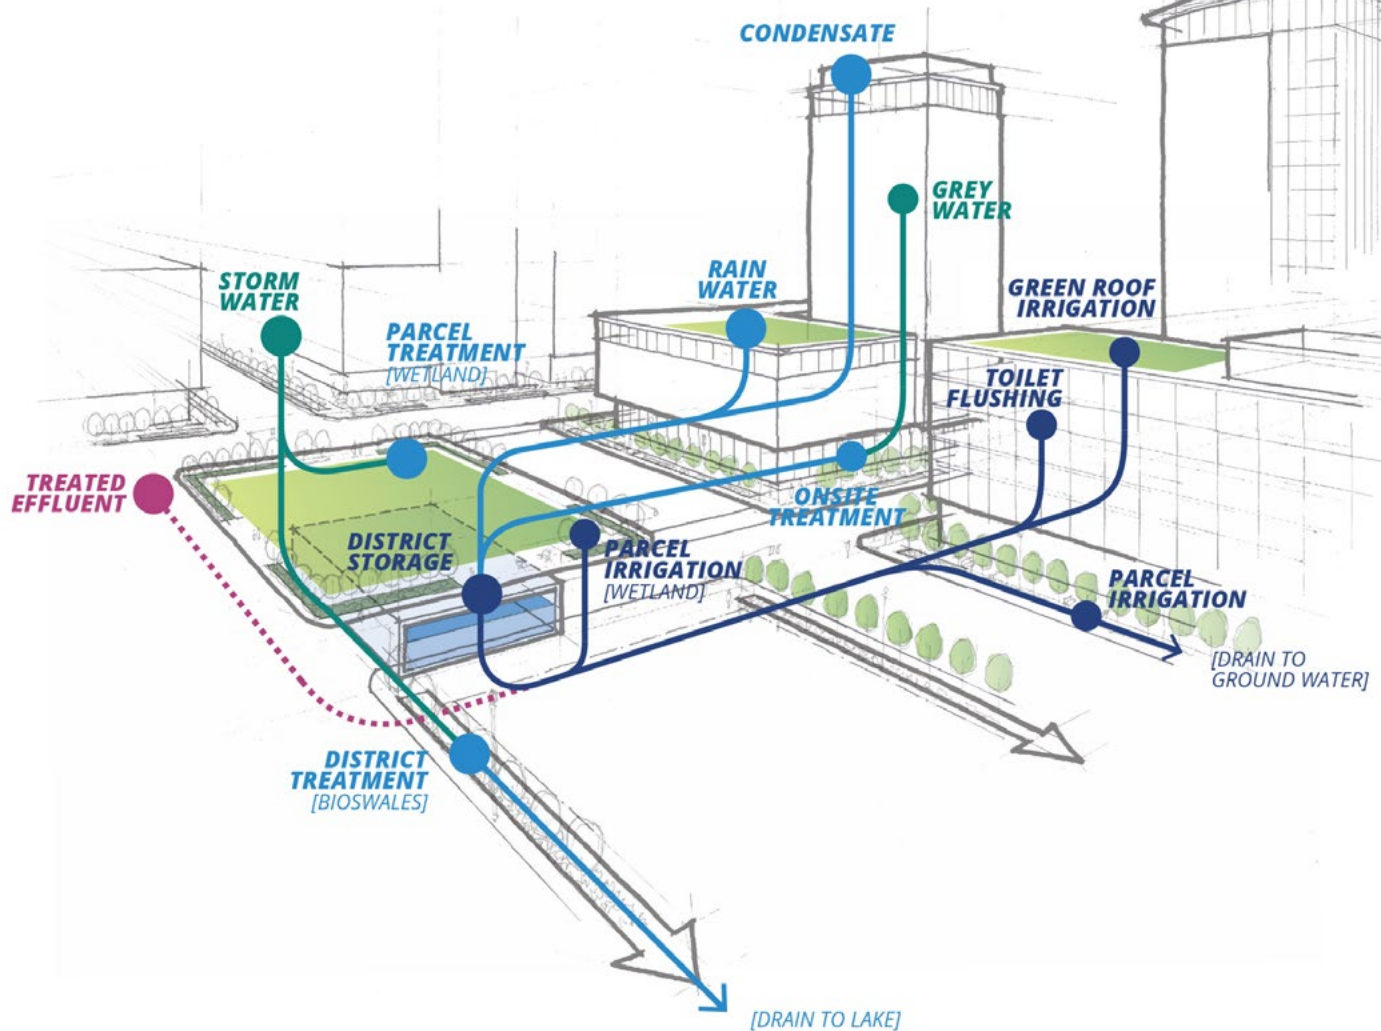 CONDENSATE
GREY
WATER
RAIN
WATER
STORM
WATER
GREEN ROOF
IRRIGATION
PARCEL
TREATMENT
[WETLAND]
TOILET
FLUSHING
TREATED
EFFLUENT
ONSITE
TREATMENT
DISTRICT
STORAGE
PARCEL
IRRIGATION
[WETLAND]
PARCEL
IRRIGATION
[DRAIN TO
GROUND WATER]
DISTRICT
TREATMENT
[BIOSWALES]
[DRAIN TO LAKE]